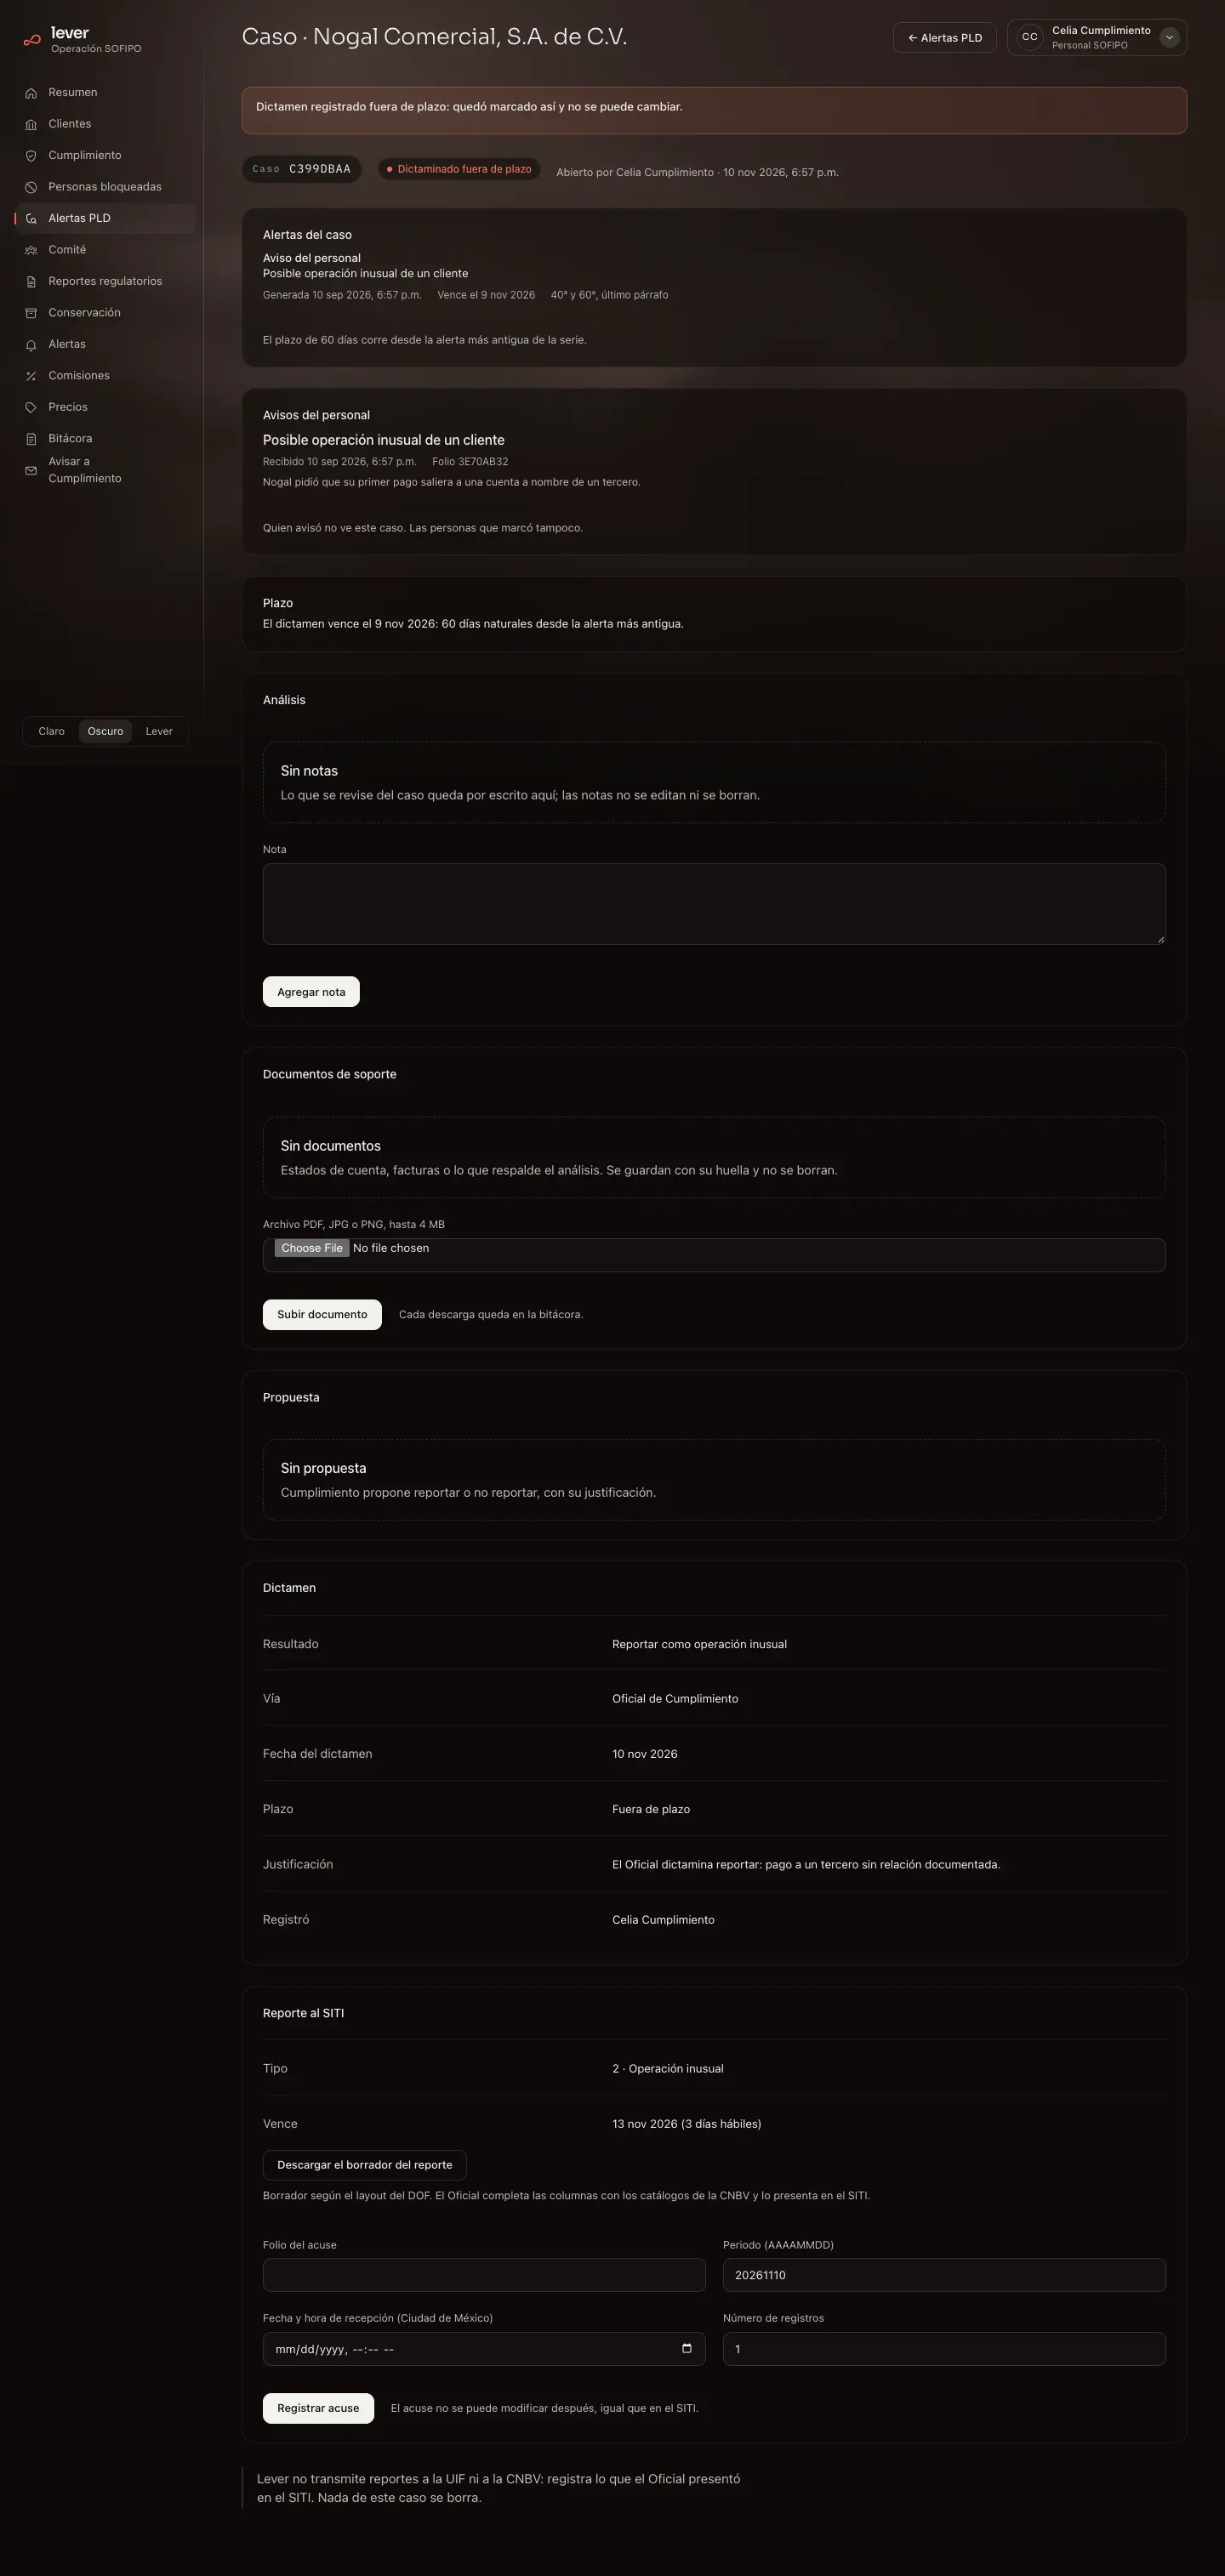 lever
Operación SOFIPO
Resumen
Clientes
Cumplimiento
Personas bloqueadas
Alertas PLD
Comité
Reportes regulatorios
Conservación
Alertas
Comisiones
Precios
Bitácora
Avisar a
Cumplimiento
Claro
Oscuro
Lever
Caso · Nogal Comercial, S.A. de C.V.
← Alertas PLD
CC
Celia Cumplimiento
Personal SOFIPO
Dictamen registrado fuera de plazo: quedó marcado así y no se puede cambiar.
Caso C399DBAA
Dictaminado fuera de plazo
Abierto por Celia Cumplimiento · 10 nov 2026, 6:57 p.m.
Alertas del caso
Aviso del personal
Posible operación inusual de un cliente
Generada 10 sep 2026, 6:57 p.m.
Vence el 9 nov 2026
40ª y 60ª, último párrafo
El plazo de 60 días corre desde la alerta más antigua de la serie.
Avisos del personal
Posible operación inusual de un cliente
Recibido 10 sep 2026, 6:57 p.m.
Folio 3E70AB32
Nogal pidió que su primer pago saliera a una cuenta a nombre de un tercero.
Quien avisó no ve este caso. Las personas que marcó tampoco.
Plazo
El dictamen vence el 9 nov 2026: 60 días naturales desde la alerta más antigua.
Análisis
Sin notas
Lo que se revise del caso queda por escrito aquí; las notas no se editan ni se borran.
Nota
Agregar nota
Documentos de soporte
Sin documentos
Estados de cuenta, facturas o lo que respalde el análisis. Se guardan con su huella y no se borran.
Archivo PDF, JPG o PNG, hasta 4 MB
Choose File No file chosen
Subir documento
Cada descarga queda en la bitácora.
Propuesta
Sin propuesta
Cumplimiento propone reportar o no reportar, con su justificación.
Dictamen
Resultado
Reportar como operación inusual
Vía
Oficial de Cumplimiento
Fecha del dictamen
10 nov 2026
Plazo
Fuera de plazo
Justificación
El Oficial dictamina reportar: pago a un tercero sin relación documentada.
Registró
Celia Cumplimiento
Reporte al SITI
Tipo
2 · Operación inusual
Vence
13 nov 2026 (3 días hábiles)
Descargar el borrador del reporte
Borrador según el layout del DOF. El Oficial completa las columnas con los catálogos de la CNBV y lo presenta en el SITI.
Folio del acuse
Periodo (AAAAMMDD)
20261110
Fecha y hora de recepción (Ciudad de México)
Número de registros
mm/dd/yyyy, --:-- --
1
Registrar acuse
El acuse no se puede modificar después, igual que en el SITI.
Lever no transmite reportes a la UIF ni a la CNBV: registra lo que el Oficial presentó
en el SITI. Nada de este caso se borra.